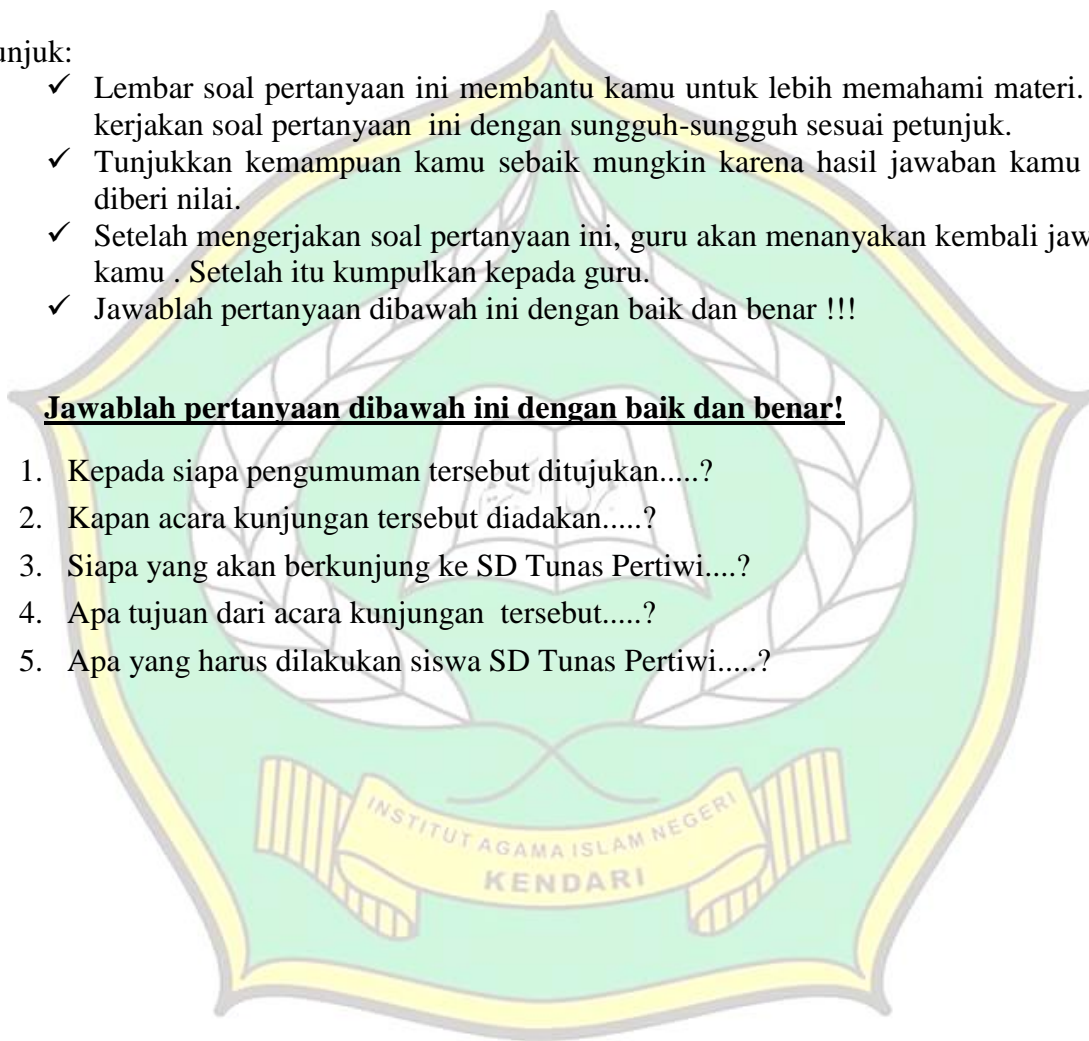 unjuk:
✓ Lembar soal pertanyaan ini membantu kamu untuk lebih memahami materi.
kerjakan soal pertanyaan ini dengan sungguh-sungguh sesuai petunjuk.
✓ Tunjukkan kemampuan kamu sebaik mungkin karena hasil jawaban kamu
diberi nilai.
✓ Setelah mengerjakan soal pertanyaan ini, guru akan menanyakan kembali jaw
kamu . Setelah itu kumpulkan kepada guru.
✓ Jawablah pertanyaan dibawah ini dengan baik dan benar !!!
Jawablah pertanyaan dibawah ini dengan baik dan benar!
1. Kepada siapa pengumuman tersebut ditujukan.....?
2. Kapan acara kunjungan tersebut diadakan.....?
3. Siapa yang akan berkunjung ke SD Tunas Pertiwi....?
4. Apa tujuan dari acara kunjungan tersebut.....?
5. Apa yang harus dilakukan siswa SD Tunas Pertiwi.....?
INSTITUT AGAMA ISLAM NEGERI
KENDARI